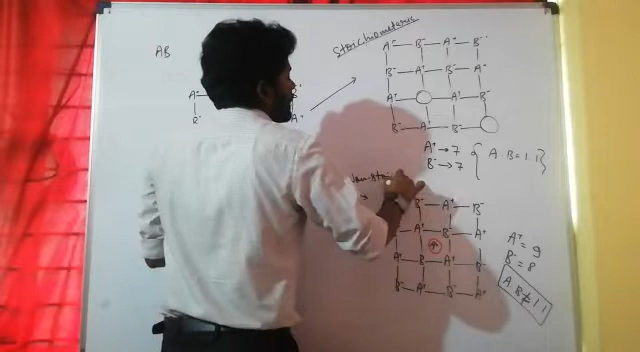 AB
A⁺
B⁻
A⁺
Stoichiometric
A⁺—B⁻—A⁺—B⁻
B⁻—A⁺—B⁻—A⁺
A⁺ A⁺ B⁻
B⁻ A⁺ B⁻
A⁺ → 7
B⁻ → 7 { A:B = 1:1 }
B⁻ A⁺ B⁻
A⁺ B⁻ A⁺
A⁺ B⁻ A⁺ B⁻
B⁻ A⁺ B⁻ A⁺
A⁺ = 9
B⁻ = 8
A:B ≠ 1:1